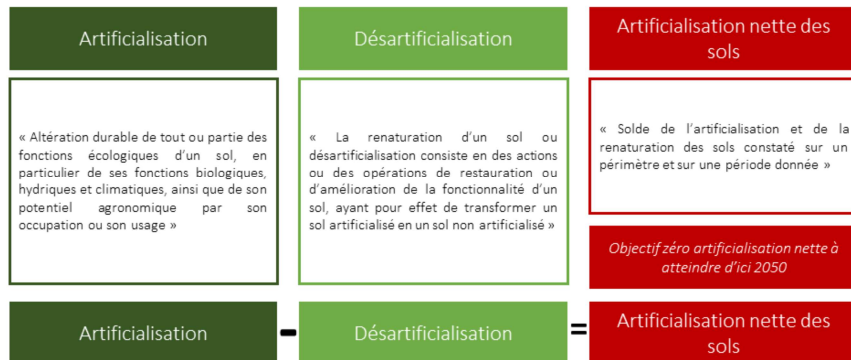 Artificialisation
Désartificialisation
Artificialisation nette des
sols
« Altération durable de tout ou partie des
fonctions écologiques d'un sol, en
particulier de ses fonctions biologiques,
hydriques et climatiques, ainsi que de son
potentiel agronomique par son
occupation ou son usage »
« La renaturation d'un sol ou
désartificialisation consiste en des actions
ou des opérations de restauration ou
d'amélioration de la fonctionnalité d'un
sol, ayant pour effet de transformer un
sol artificialisé en un sol non artificialisé »
« Solde de l'artificialisation et de la
renaturation des sols constaté sur un
périmètre et sur une période donnée »
Objectif zéro artificialisation nette à
atteindre d'ici 2050
Artificialisation
-
Désartificialisation
=
Artificialisation nette des
sols